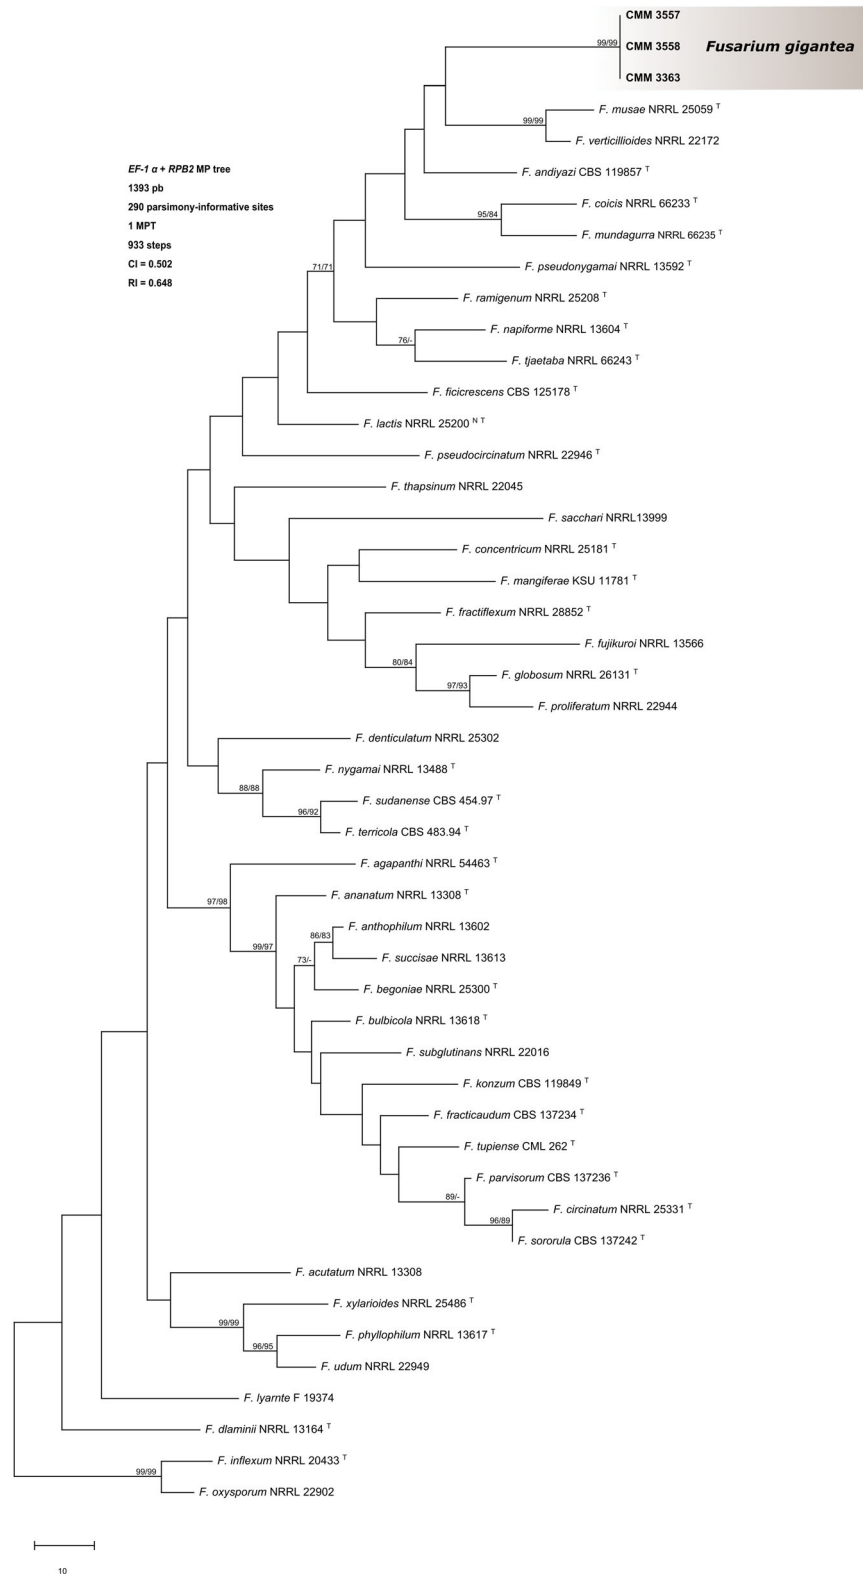 CMM 3557
99/99
CMM 3558
Fusarium gigantea
CMM 3363
F. musae NRRL 25059 T
99/99
F. verticillioides NRRL 22172
EF-1 α + RPB2 MP tree
1393 pb
290 parsimony-informative sites
1 MPT
933 steps
CI = 0.502
RI = 0.648
F. andiyazi CBS 119857 T
F. coicis NRRL 66233 T
95/84
F. mundagurra NRRL 66235 T
71/71
F. pseudonygamai NRRL 13592 T
F. ramigenum NRRL 25208 T
F. napiforme NRRL 13604 T
76/-
F. tjaetaba NRRL 66243 T
F. ficicrescens CBS 125178 T
F. lactis NRRL 25200 N T
F. pseudocircinatum NRRL 22946 T
F. thapsinum NRRL 22045
F. sacchari NRRL13999
F. concentricum NRRL 25181 T
F. mangiferae KSU 11781 T
F. fractiflexum NRRL 28852 T
F. fujikuroi NRRL 13566
80/84
F. globosum NRRL 26131 T
97/93
F. proliferatum NRRL 22944
F. denticulatum NRRL 25302
F. nygamai NRRL 13488 T
88/88
F. sudanense CBS 454.97 T
96/92
F. terricola CBS 483.94 T
F. agapanthi NRRL 54463 T
97/98
F. ananatum NRRL 13308 T
F. anthophilum NRRL 13602
86/83
99/97
F. succisae NRRL 13613
73/-
F. begoniae NRRL 25300 T
F. bulbicola NRRL 13618 T
F. subglutinans NRRL 22016
F. konzum CBS 119849 T
F. fracticaudum CBS 137234 T
F. tupiense CML 262 T
F. parvisorum CBS 137236 T
89/-
F. circinatum NRRL 25331 T
96/89
F. sororula CBS 137242 T
F. acutatum NRRL 13308
F. xylarioides NRRL 25486 T
99/99
F. phyllophilum NRRL 13617 T
96/95
F. udum NRRL 22949
F. lyarnte F 19374
F. dlaminii NRRL 13164 T
F. inflexum NRRL 20433 T
99/99
F. oxysporum NRRL 22902
10